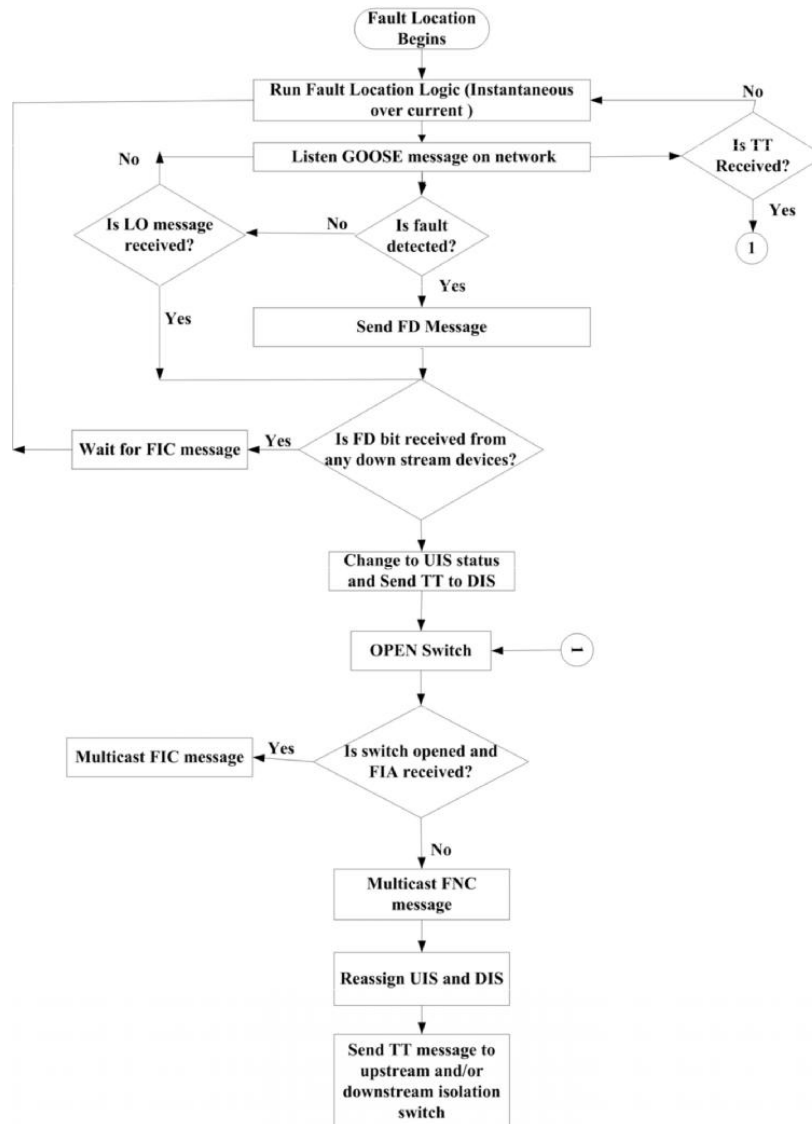 Fault Location
Begins
Run Fault Location Logic (Instantaneous
over current )
No
Listen GOOSE message on network
Is TT
Received?
No
Is LO message
received?
No
Is fault
detected?
Yes
1
Yes
Yes
Send FD Message
Wait for FIC message
Yes
Is FD bit received from
any down stream devices?
Change to UIS status
and Send TT to DIS
OPEN Switch
1
Multicast FIC message
Yes
Is switch opened and
FIA received?
No
Multicast FNC
message
Reassign UIS and DIS
Send TT message to
upstream and/or
downstream isolation
switch